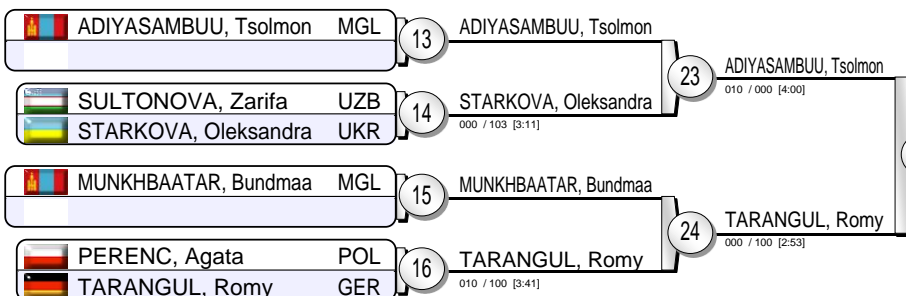 ADIYASAMBUU, Tsolmon MGL
13
ADIYASAMBUU, Tsolmon
SULTONOVA, Zarifa UZB
STARKOVA, Oleksandra UKR
14
STARKOVA, Oleksandra
000 / 103 [3:11]
23
ADIYASAMBUU, Tsolmon
010 / 000 [4:00]
MUNKHBAATAR, Bundmaa MGL
15
MUNKHBAATAR, Bundmaa
PERENC, Agata POL
TARANGUL, Romy GER
16
TARANGUL, Romy
010 / 100 [3:41]
24
TARANGUL, Romy
000 / 100 [2:53]